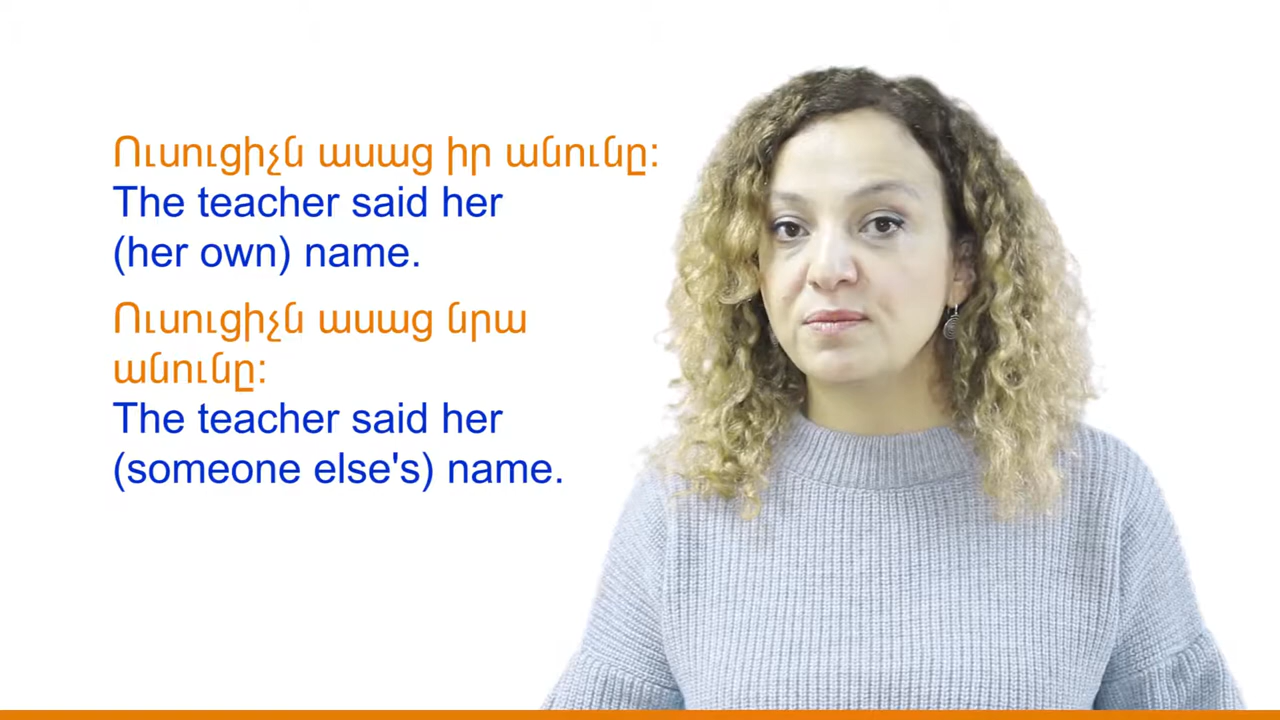 Ուսուցիչն ասաց իր անունը:
The teacher said her
(her own) name.
Ուսուցիչն ասաց նրա
անունը:
The teacher said her
(someone else's) name.